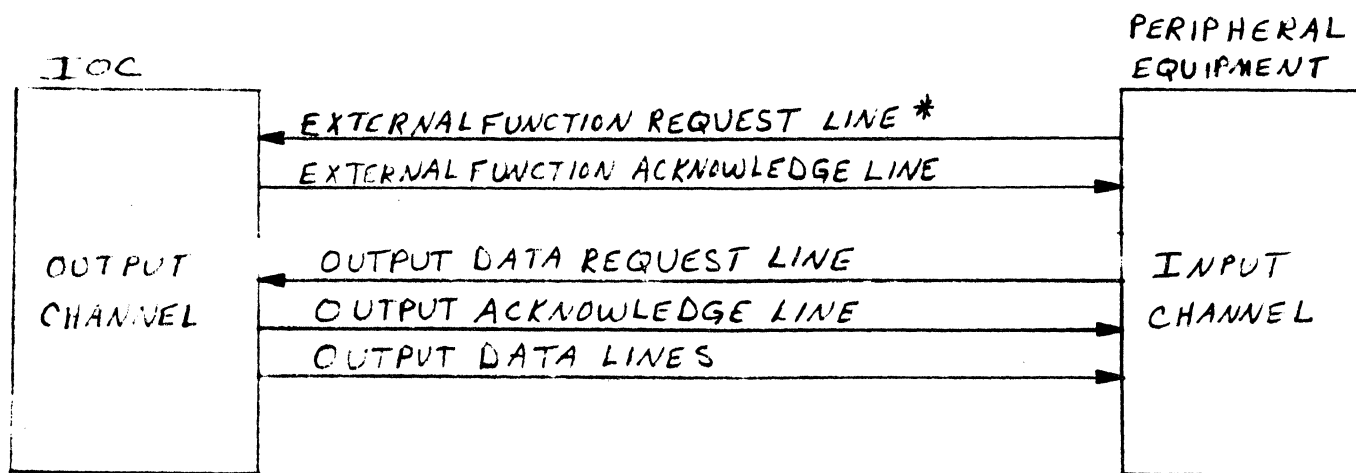 PERIPHERAL
EQUIPMENT
IOC
EXTERNAL FUNCTION REQUEST LINE *
EXTERNAL FUNCTION ACKNOWLEDGE LINE
OUTPUT DATA REQUEST LINE
OUTPUT ACKNOWLEDGE LINE
OUTPUT DATA LINES
OUTPUT
CHANNEL
INPUT
CHANNEL